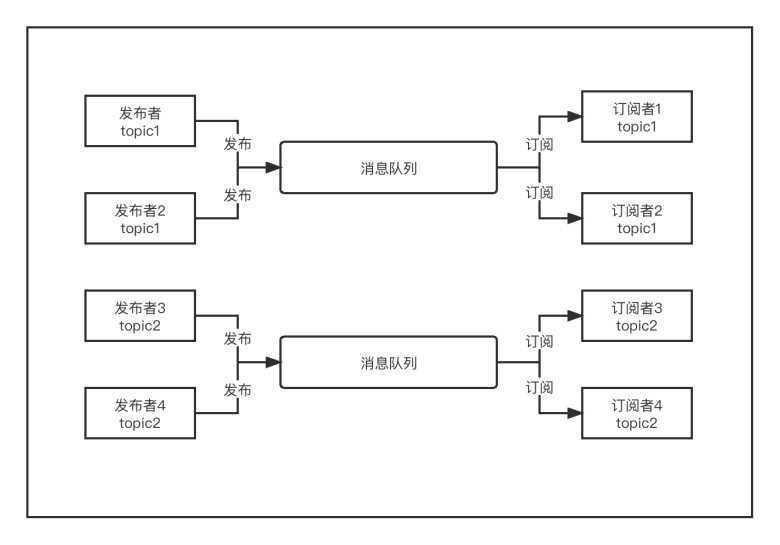 发布者
topic1
发布
消息队列
订阅
订阅者1
topic1
发布者2
topic1
发布
订阅
订阅者2
topic1
发布者3
topic2
发布
消息队列
订阅
订阅者3
topic2
发布者4
topic2
发布
订阅
订阅者4
topic2